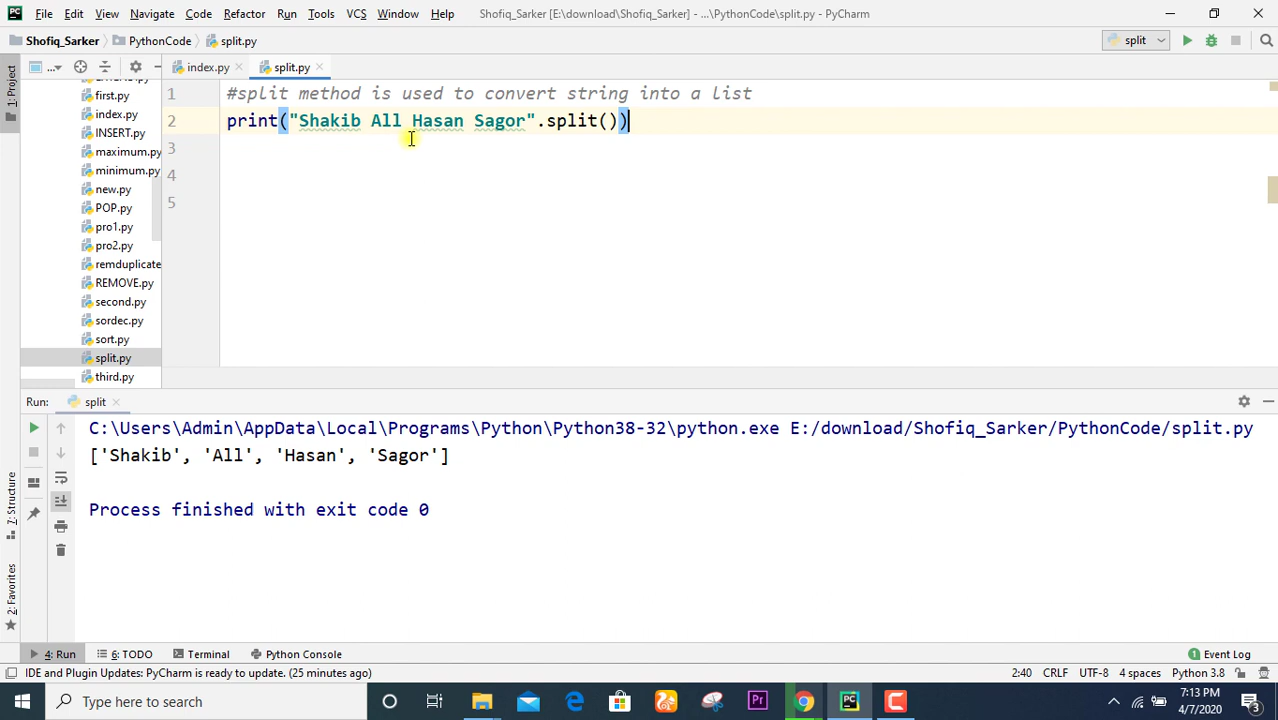 File Edit View Navigate Code Refactor Run Tools VCS Window Help Shofiq_Sarker [E:\download\Shofiq_Sarker] - ...\PythonCode\split.py - PyCharm
Shofiq_Sarker PythonCode split.py split
1: Project ... index.py split.py
first.py
index.py
INSERT.py
maximum.py
minimum.py
new.py
POP.py
pro1.py
pro2.py
remduplicate
REMOVE.py
second.py
sordec.py
sort.py
split.py
third.py
1 #split method is used to convert string into a list
2 print("Shakib All Hasan Sagor".split())
3
4
5
Run: split
C:\Users\Admin\AppData\Local\Programs\Python\Python38-32\python.exe E:/download/Shofiq_Sarker/PythonCode/split.py
['Shakib', 'All', 'Hasan', 'Sagor']
Process finished with exit code 0
7: Structure
2: Favorites
4: Run 6: TODO Terminal Python Console 1 Event Log
IDE and Plugin Updates: PyCharm is ready to update. (25 minutes ago) 2:40 CRLF UTF-8 4 spaces Python 3.8
Type here to search
7:13 PM
4/7/2020